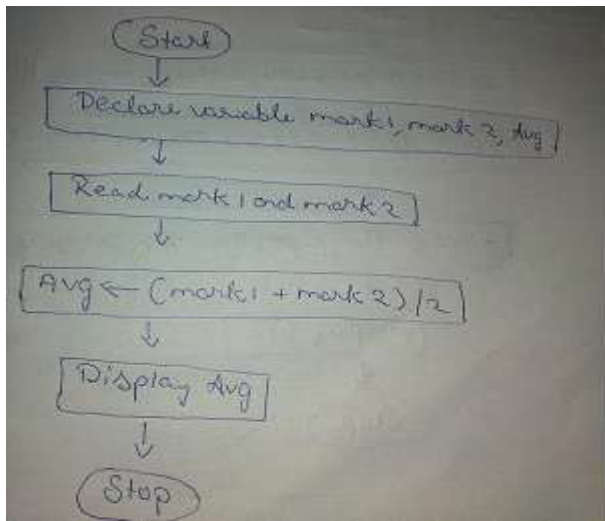 Start
Declare variable mark1, mark 2, Avg
Read mark 1 and mark 2
Avg ← (mark1 + mark 2) / 2
Display Avg
Stop